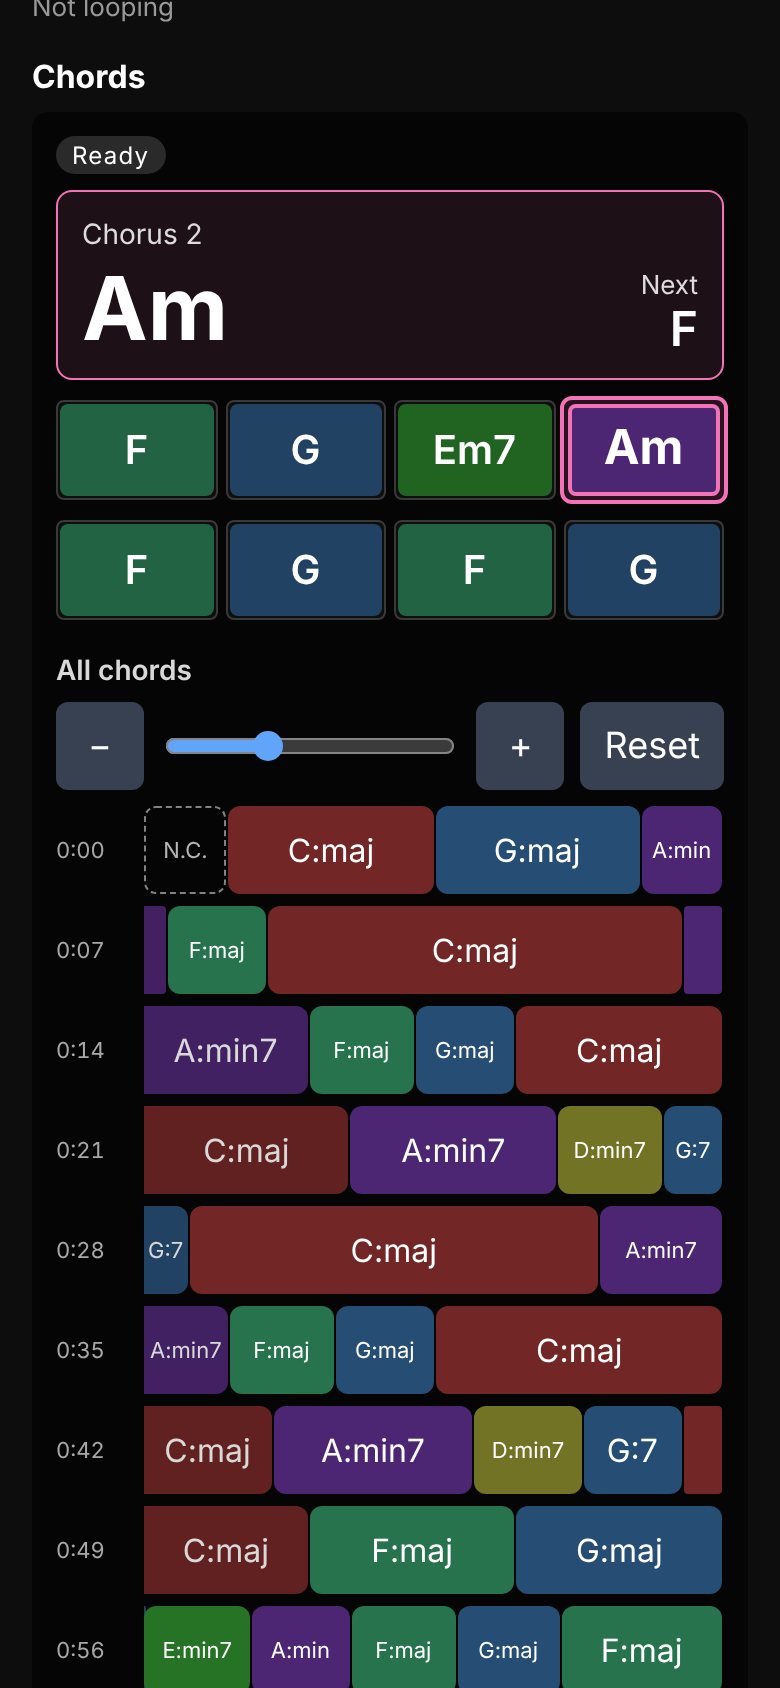 Not looping
Chords
Ready
Chorus 2
Am
Next
F
F G Em7 Am
F G F G
All chords
− + Reset
0:00 N.C. C:maj G:maj A:min
0:07 F:maj C:maj
0:14 A:min7 F:maj G:maj C:maj
0:21 C:maj A:min7 D:min7 G:7
0:28 G:7 C:maj A:min7
0:35 A:min7 F:maj G:maj C:maj
0:42 C:maj A:min7 D:min7 G:7
0:49 C:maj F:maj G:maj
0:56 E:min7 A:min F:maj G:maj F:maj